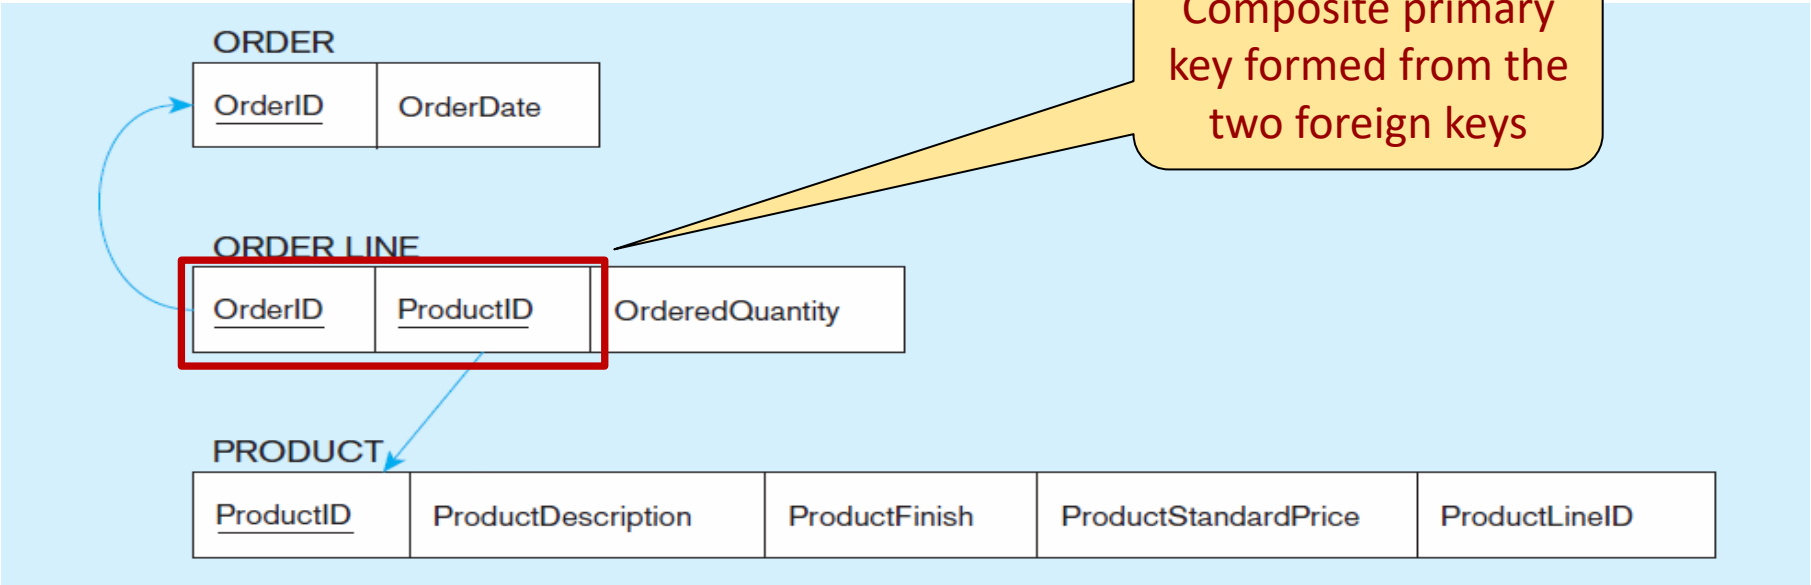 Composite primary
key formed from the
two foreign keys
ORDER
OrderID OrderDate
ORDER LINE
OrderID ProductID OrderedQuantity
PRODUCT
ProductID ProductDescription ProductFinish ProductStandardPrice ProductLineID